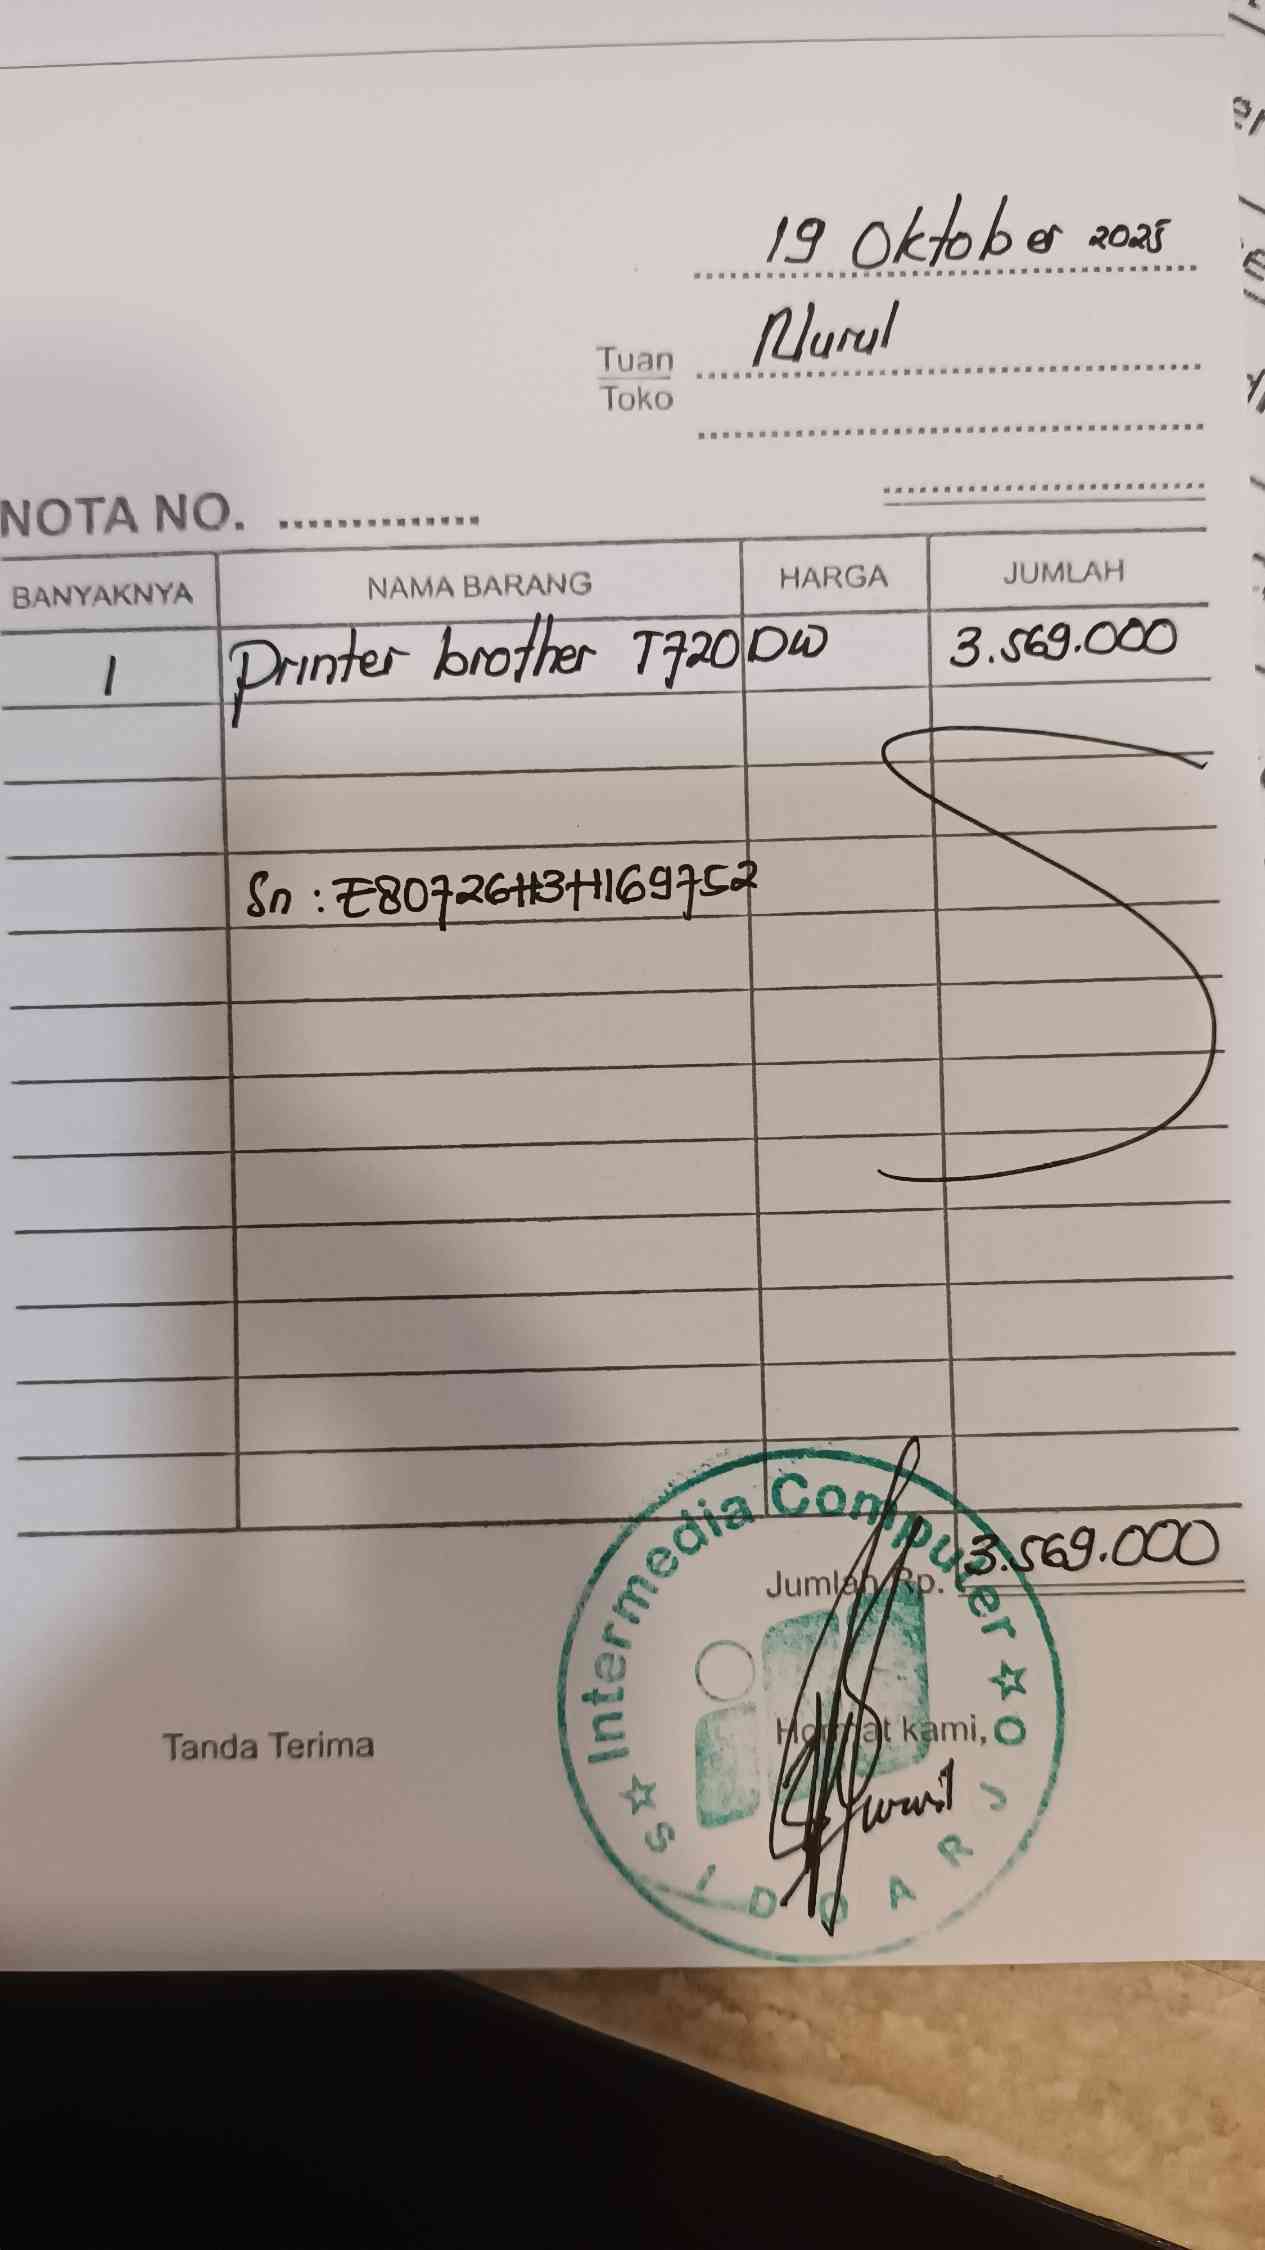 19 Oktober 2025
Tuan Nurul
Toko
NOTA NO.
BANYAKNYA NAMA BARANG HARGA JUMLAH
1 Printer brother T720DW 3.569.000
Sn : E80726H3H169752
Jumlah Rp. 3.569.000
Tanda Terima Hormat kami,
Intermedia Computer
SIDOARJO